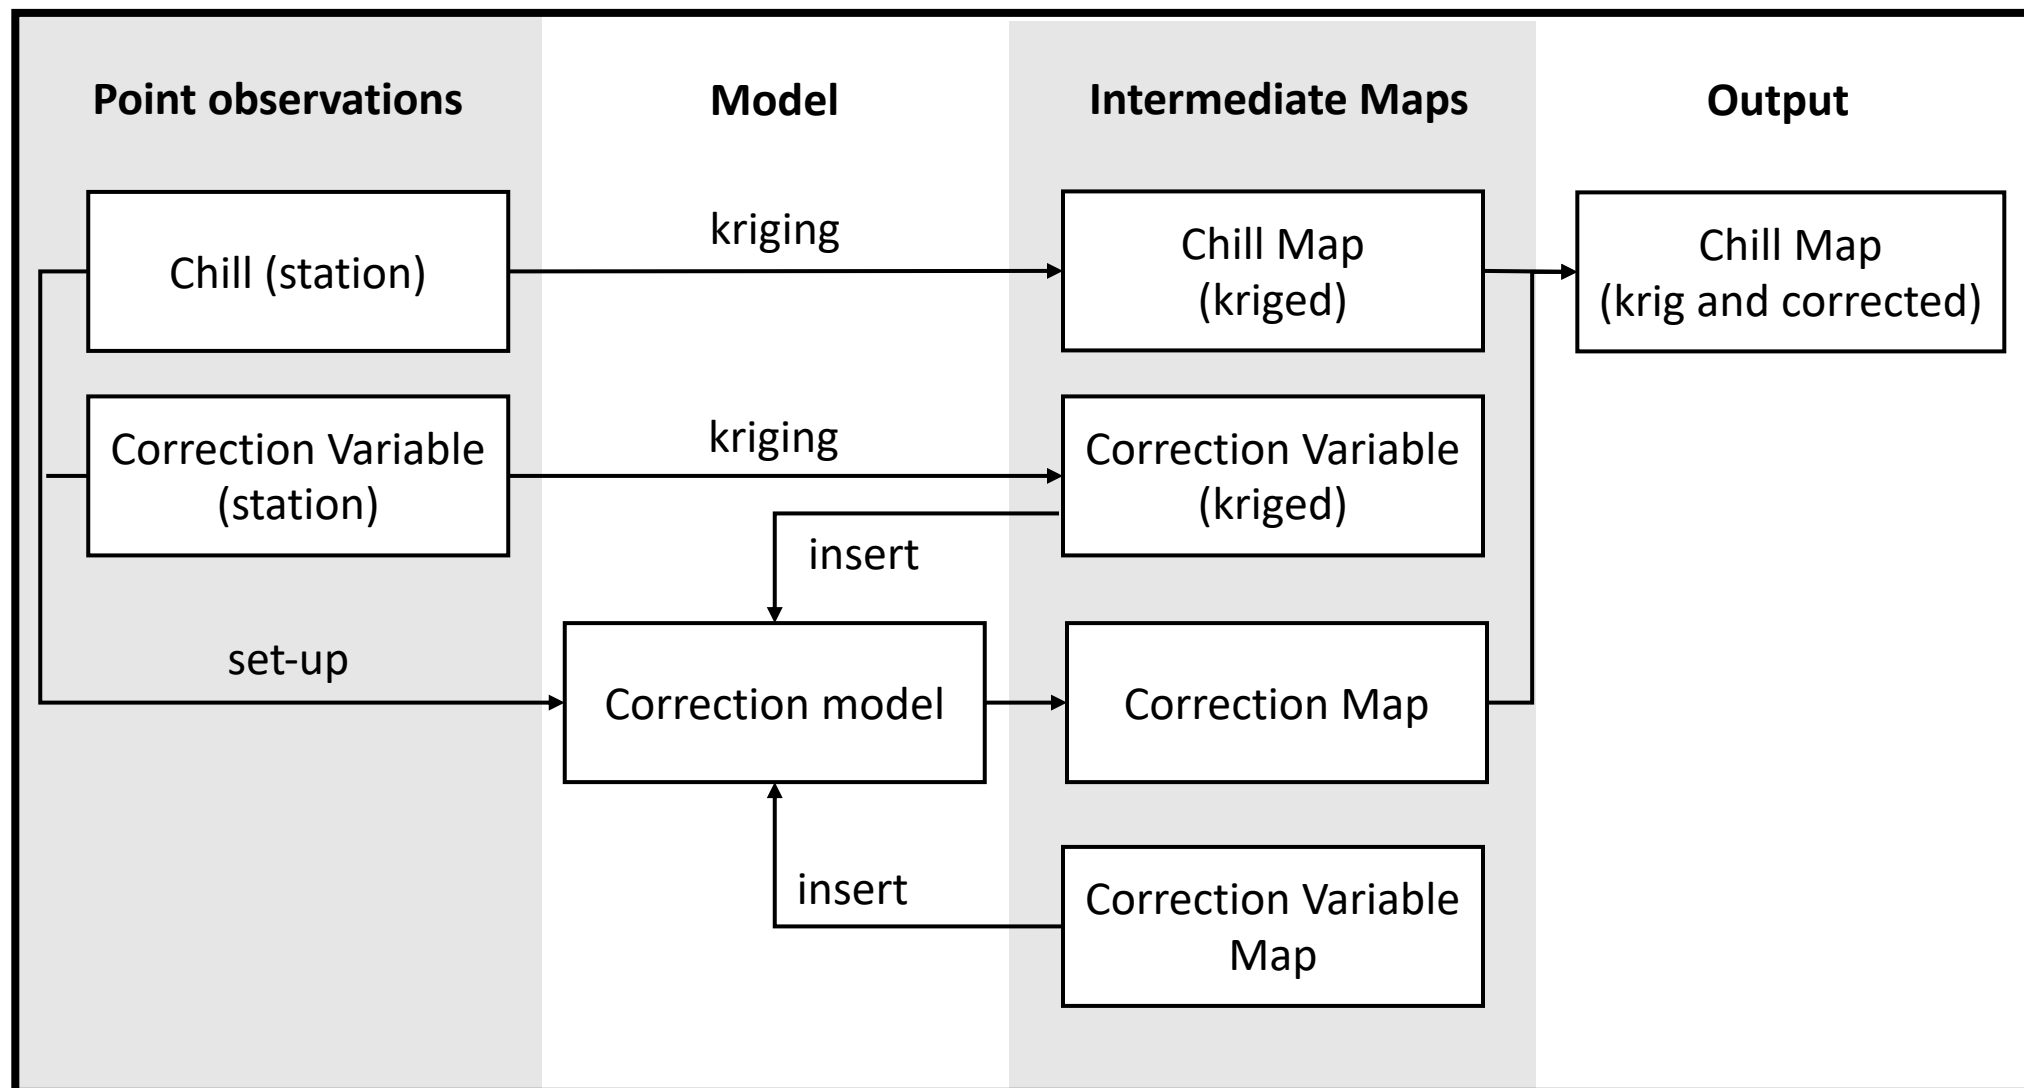 Point observations
Model
Intermediate Maps
Output
Chill (station)
kriging
Chill Map
(kriged)
Chill Map
(krig and corrected)
Correction Variable
(station)
kriging
Correction Variable
(kriged)
insert
set-up
Correction model
Correction Map
insert
Correction Variable
Map